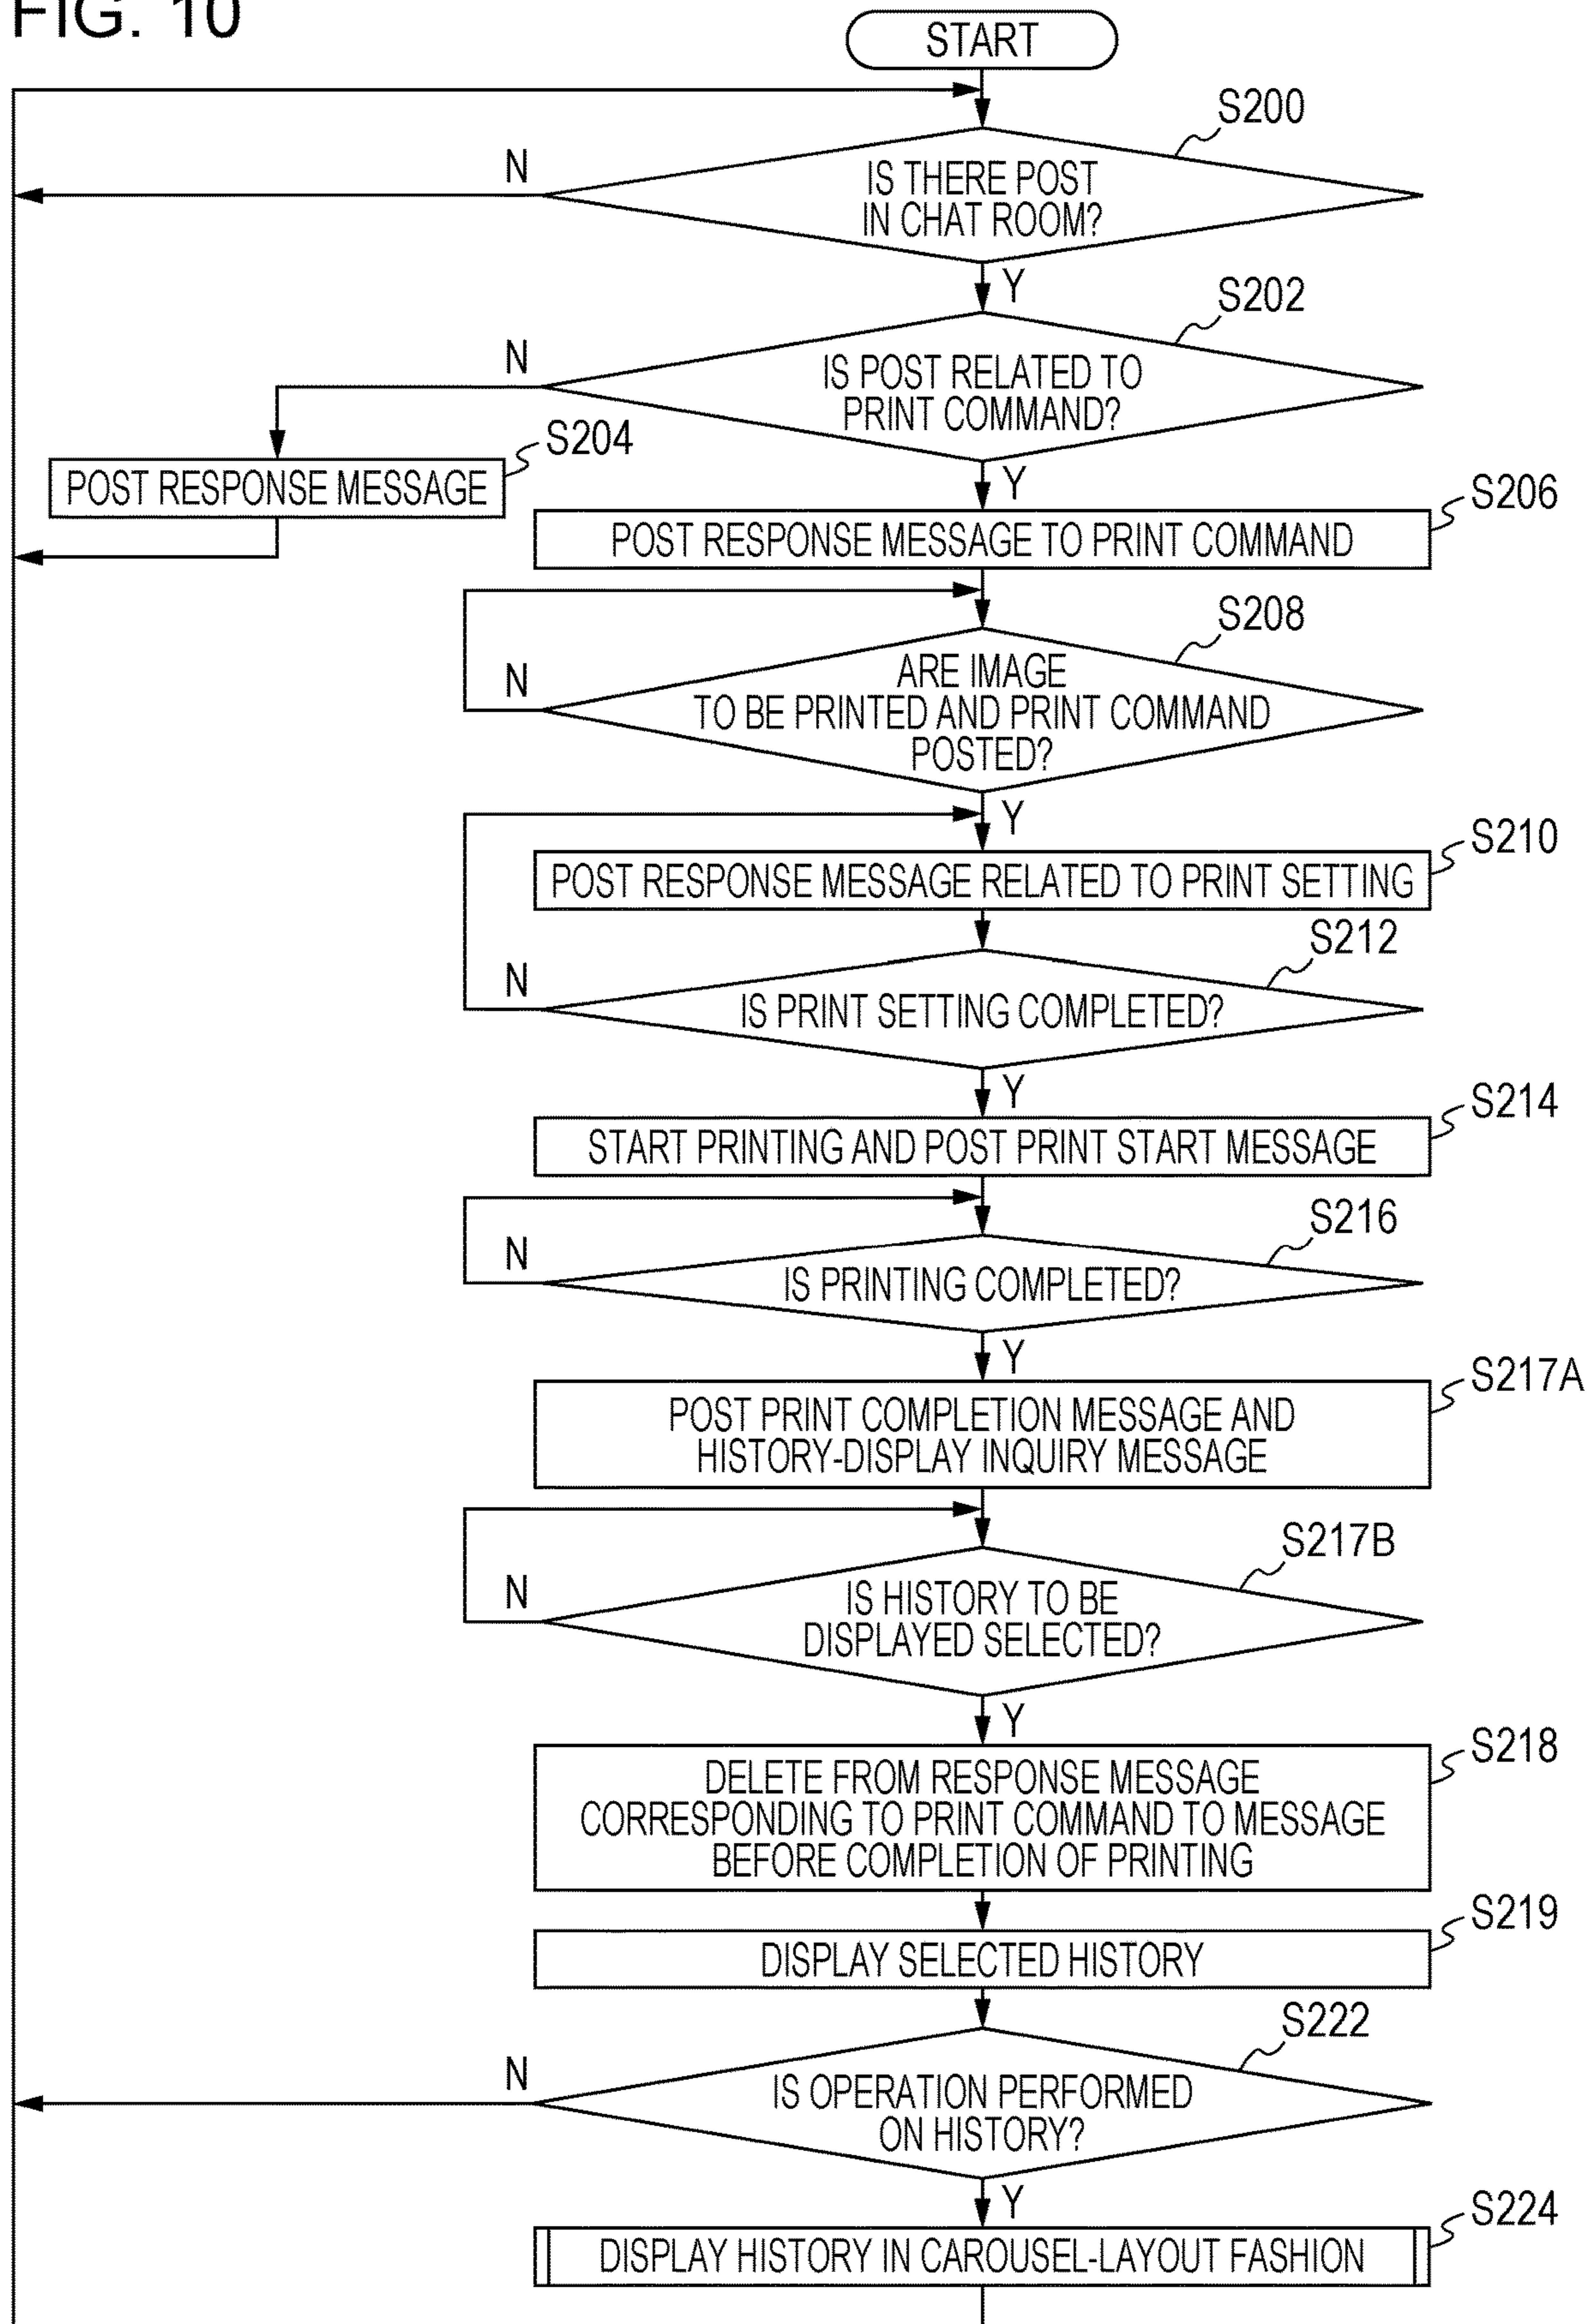 FIG. 10
START
S200
N
IS THERE POST
IN CHAT ROOM?
Y
S202
N
IS POST RELATED TO
PRINT COMMAND?
S204
POST RESPONSE MESSAGE
Y
S206
POST RESPONSE MESSAGE TO PRINT COMMAND
S208
N
ARE IMAGE
TO BE PRINTED AND PRINT COMMAND
POSTED?
Y
S210
POST RESPONSE MESSAGE RELATED TO PRINT SETTING
S212
N
IS PRINT SETTING COMPLETED?
Y
S214
START PRINTING AND POST PRINT START MESSAGE
S216
N
IS PRINTING COMPLETED?
Y
S217A
POST PRINT COMPLETION MESSAGE AND
HISTORY-DISPLAY INQUIRY MESSAGE
S217B
N
IS HISTORY TO BE
DISPLAYED SELECTED?
Y
S218
DELETE FROM RESPONSE MESSAGE
CORRESPONDING TO PRINT COMMAND TO MESSAGE
BEFORE COMPLETION OF PRINTING
S219
DISPLAY SELECTED HISTORY
S222
N
IS OPERATION PERFORMED
ON HISTORY?
Y
S224
DISPLAY HISTORY IN CAROUSEL-LAYOUT FASHION